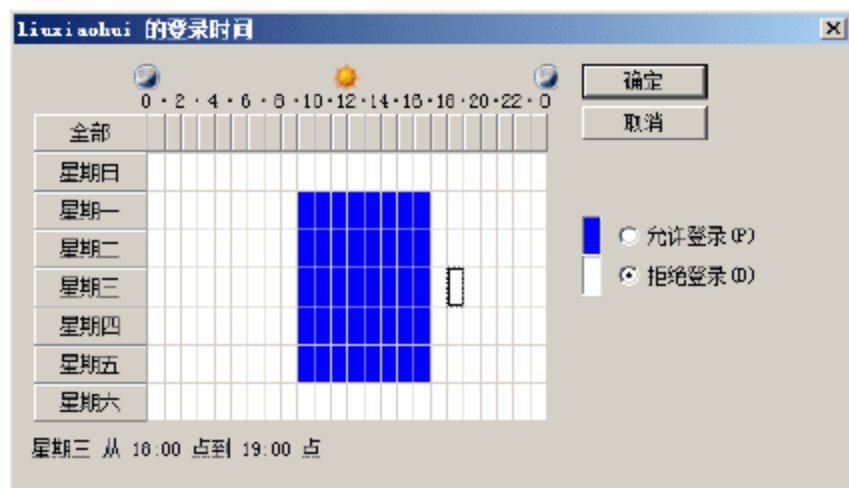 liuxiaohui 的登录时间
0 · 2 · 4 · 6 · 8 · 10 · 12 · 14 · 16 · 18 · 20 · 22 · 0
确定
取消
全部
星期日
星期一
星期二
星期三
星期四
星期五
星期六
允许登录(P)
拒绝登录(D)
星期三 从 18:00 点到 19:00 点